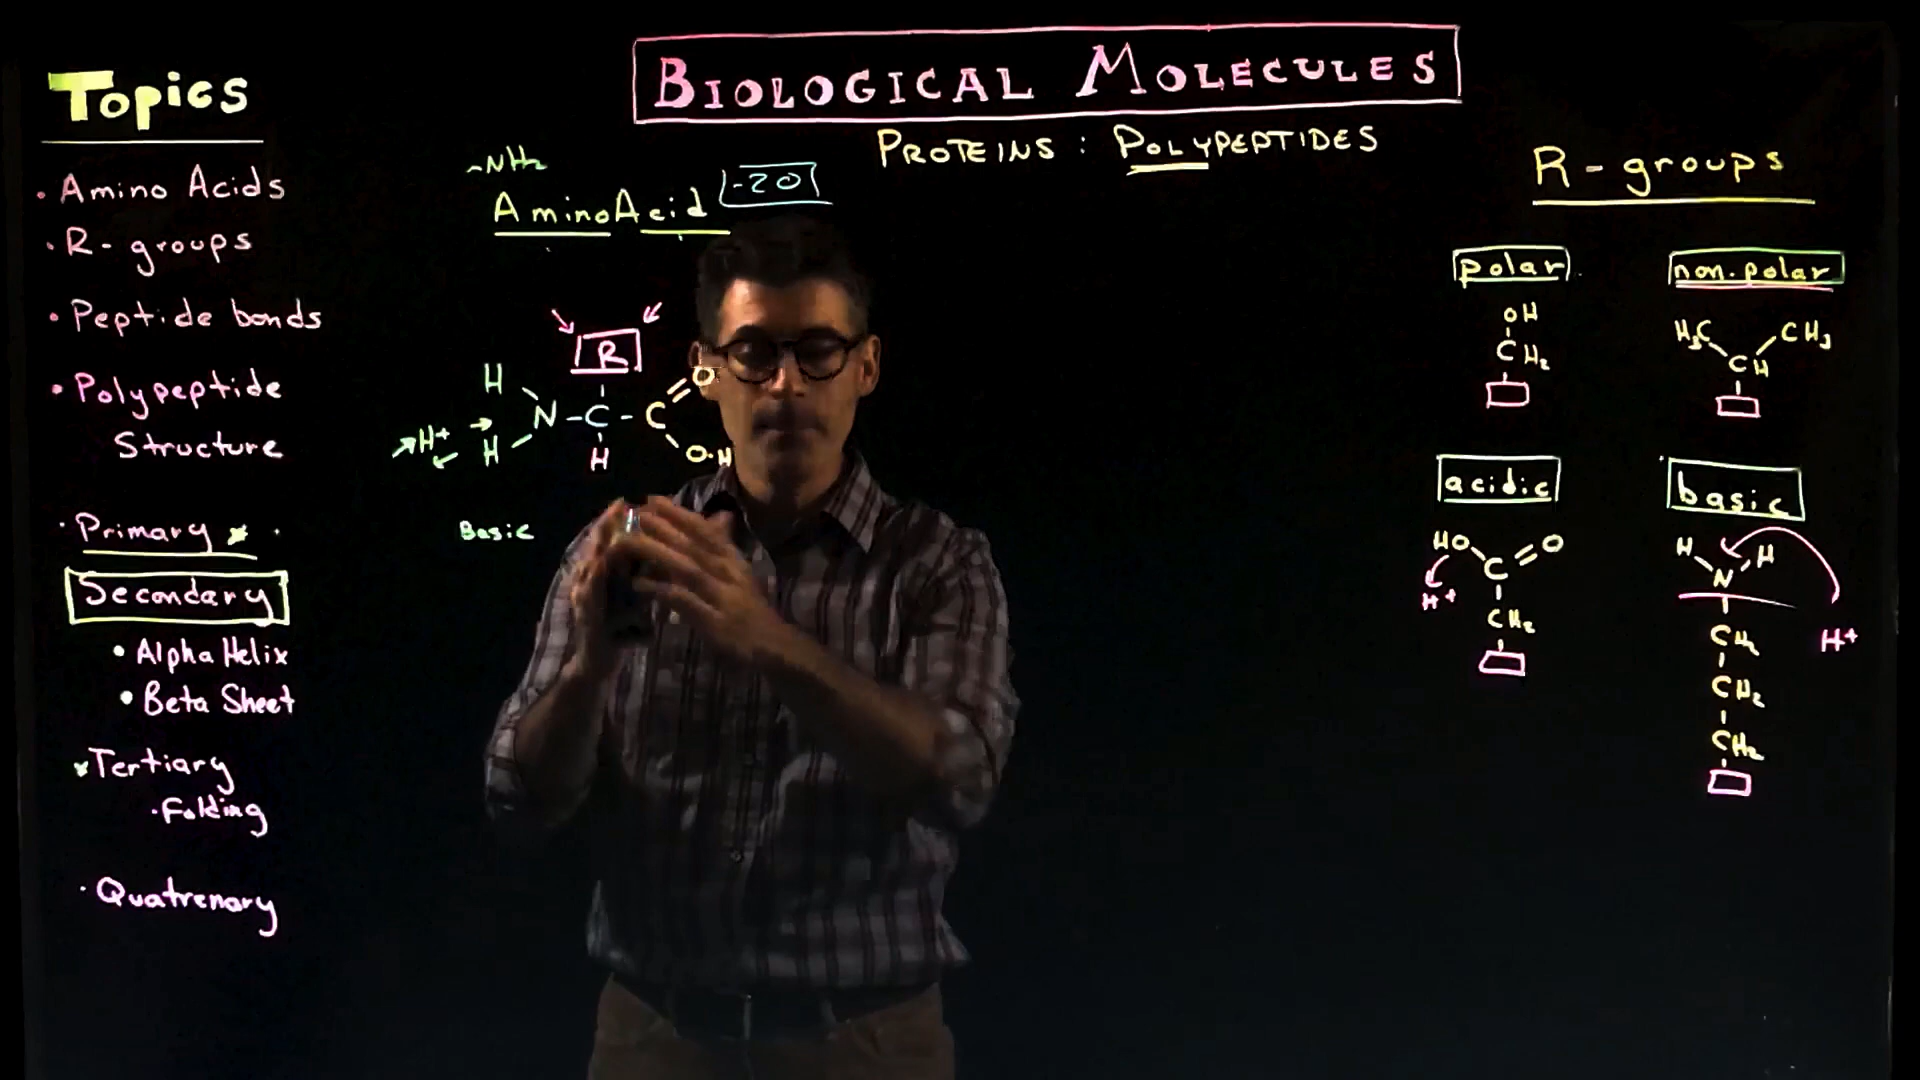 BIOLOGICAL MOLECULES
PROTEINS: POLYPEPTIDES
Topics
• Amino Acids
• R-groups
• Peptide bonds
• Polypeptide
Structure
• Primary
Secondary
• Alpha Helix
• Beta Sheet
Tertiary
• Folding
• Quatrenary
-NH2
Amino Acid -20
R
H
O
N-C-C
H+
H
H
O-H
Basic
R-groups
polar
OH
CH2
non-polar
H3C CH3
CH
acidic
HO O
C
H+
CH2
basic
H H
N
H+
CH2
CH2
CH2